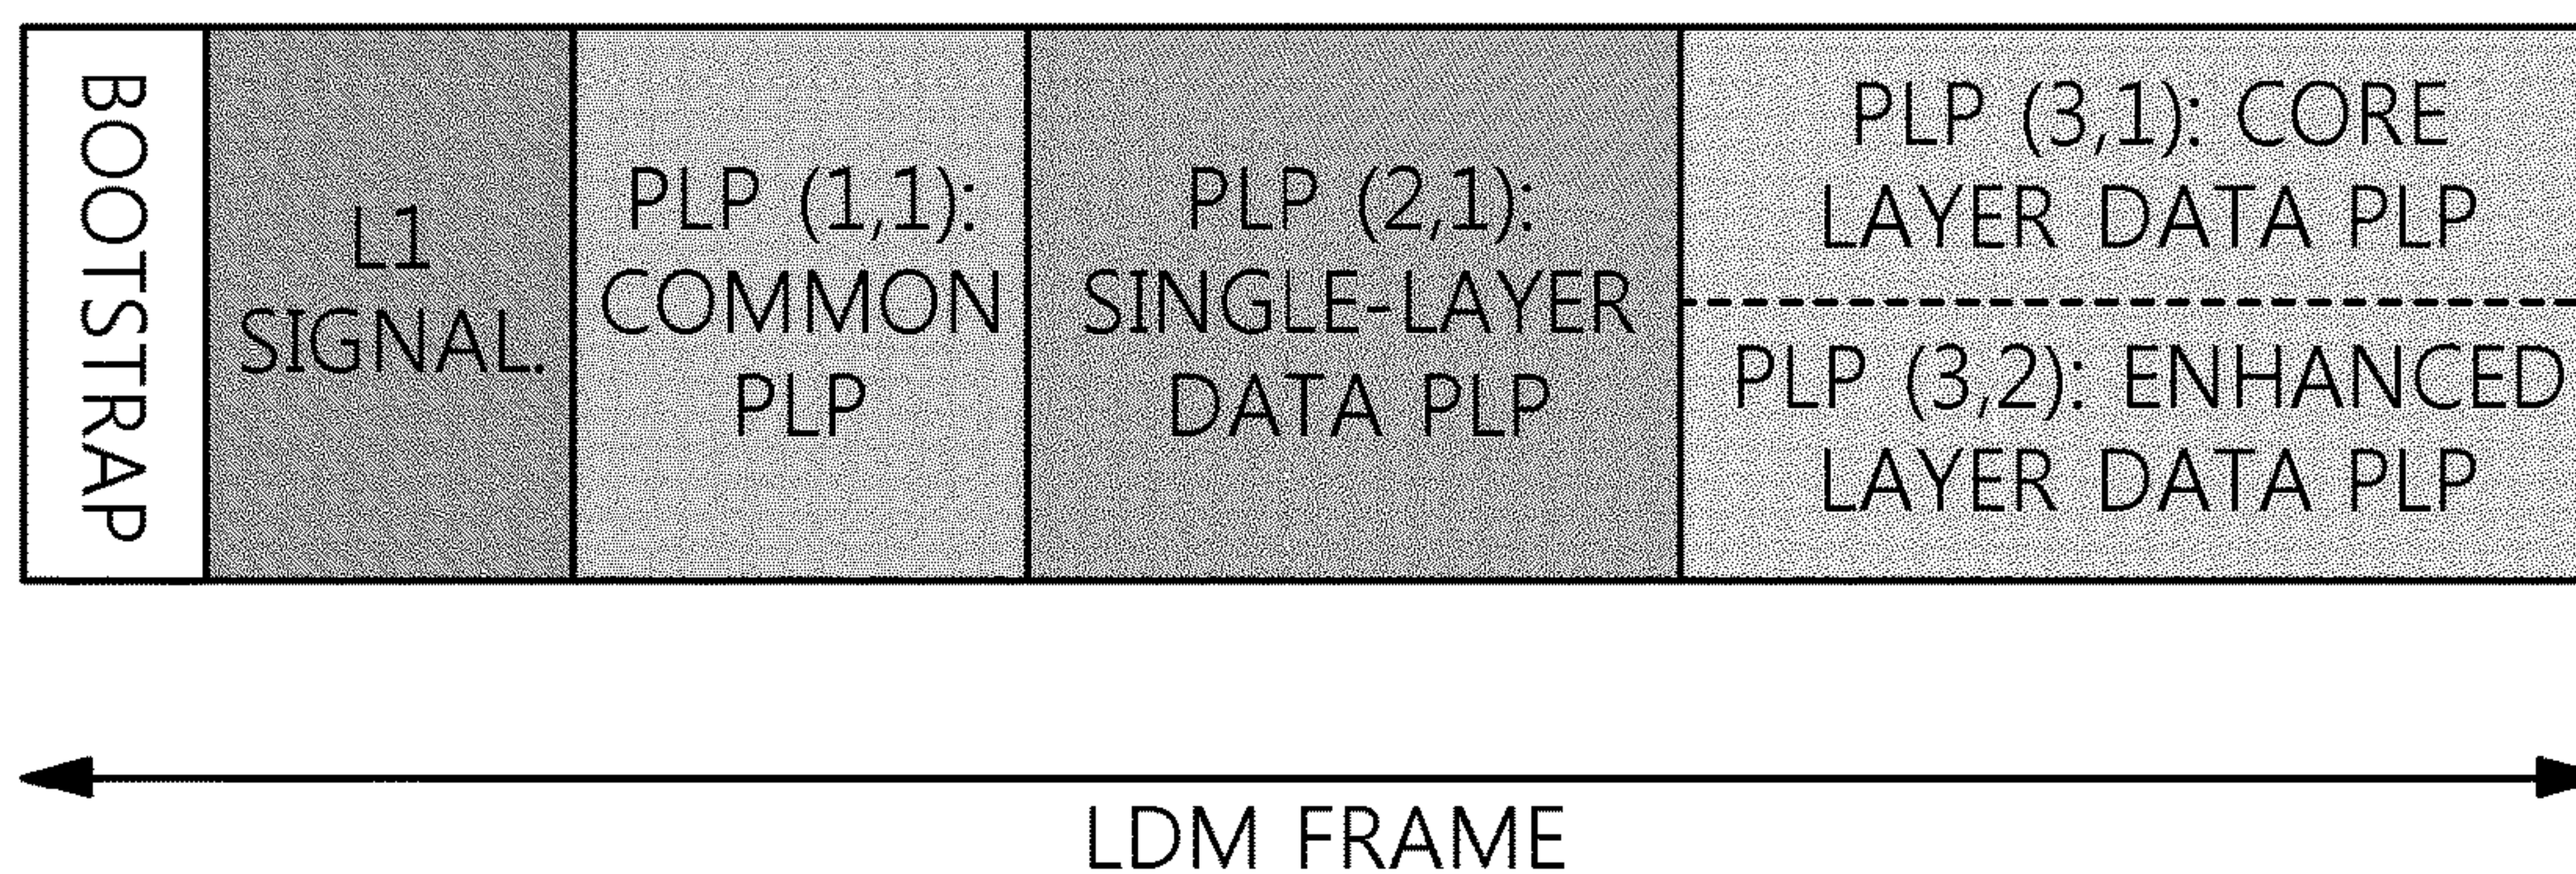 BOOTSTRAP
L1
SIGNAL.
PLP (1,1):
COMMON
PLP
PLP (2,1):
SINGLE-LAYER
DATA PLP
PLP (3,1): CORE
LAYER DATA PLP
PLP (3,2): ENHANCED
LAYER DATA PLP
LDM FRAME